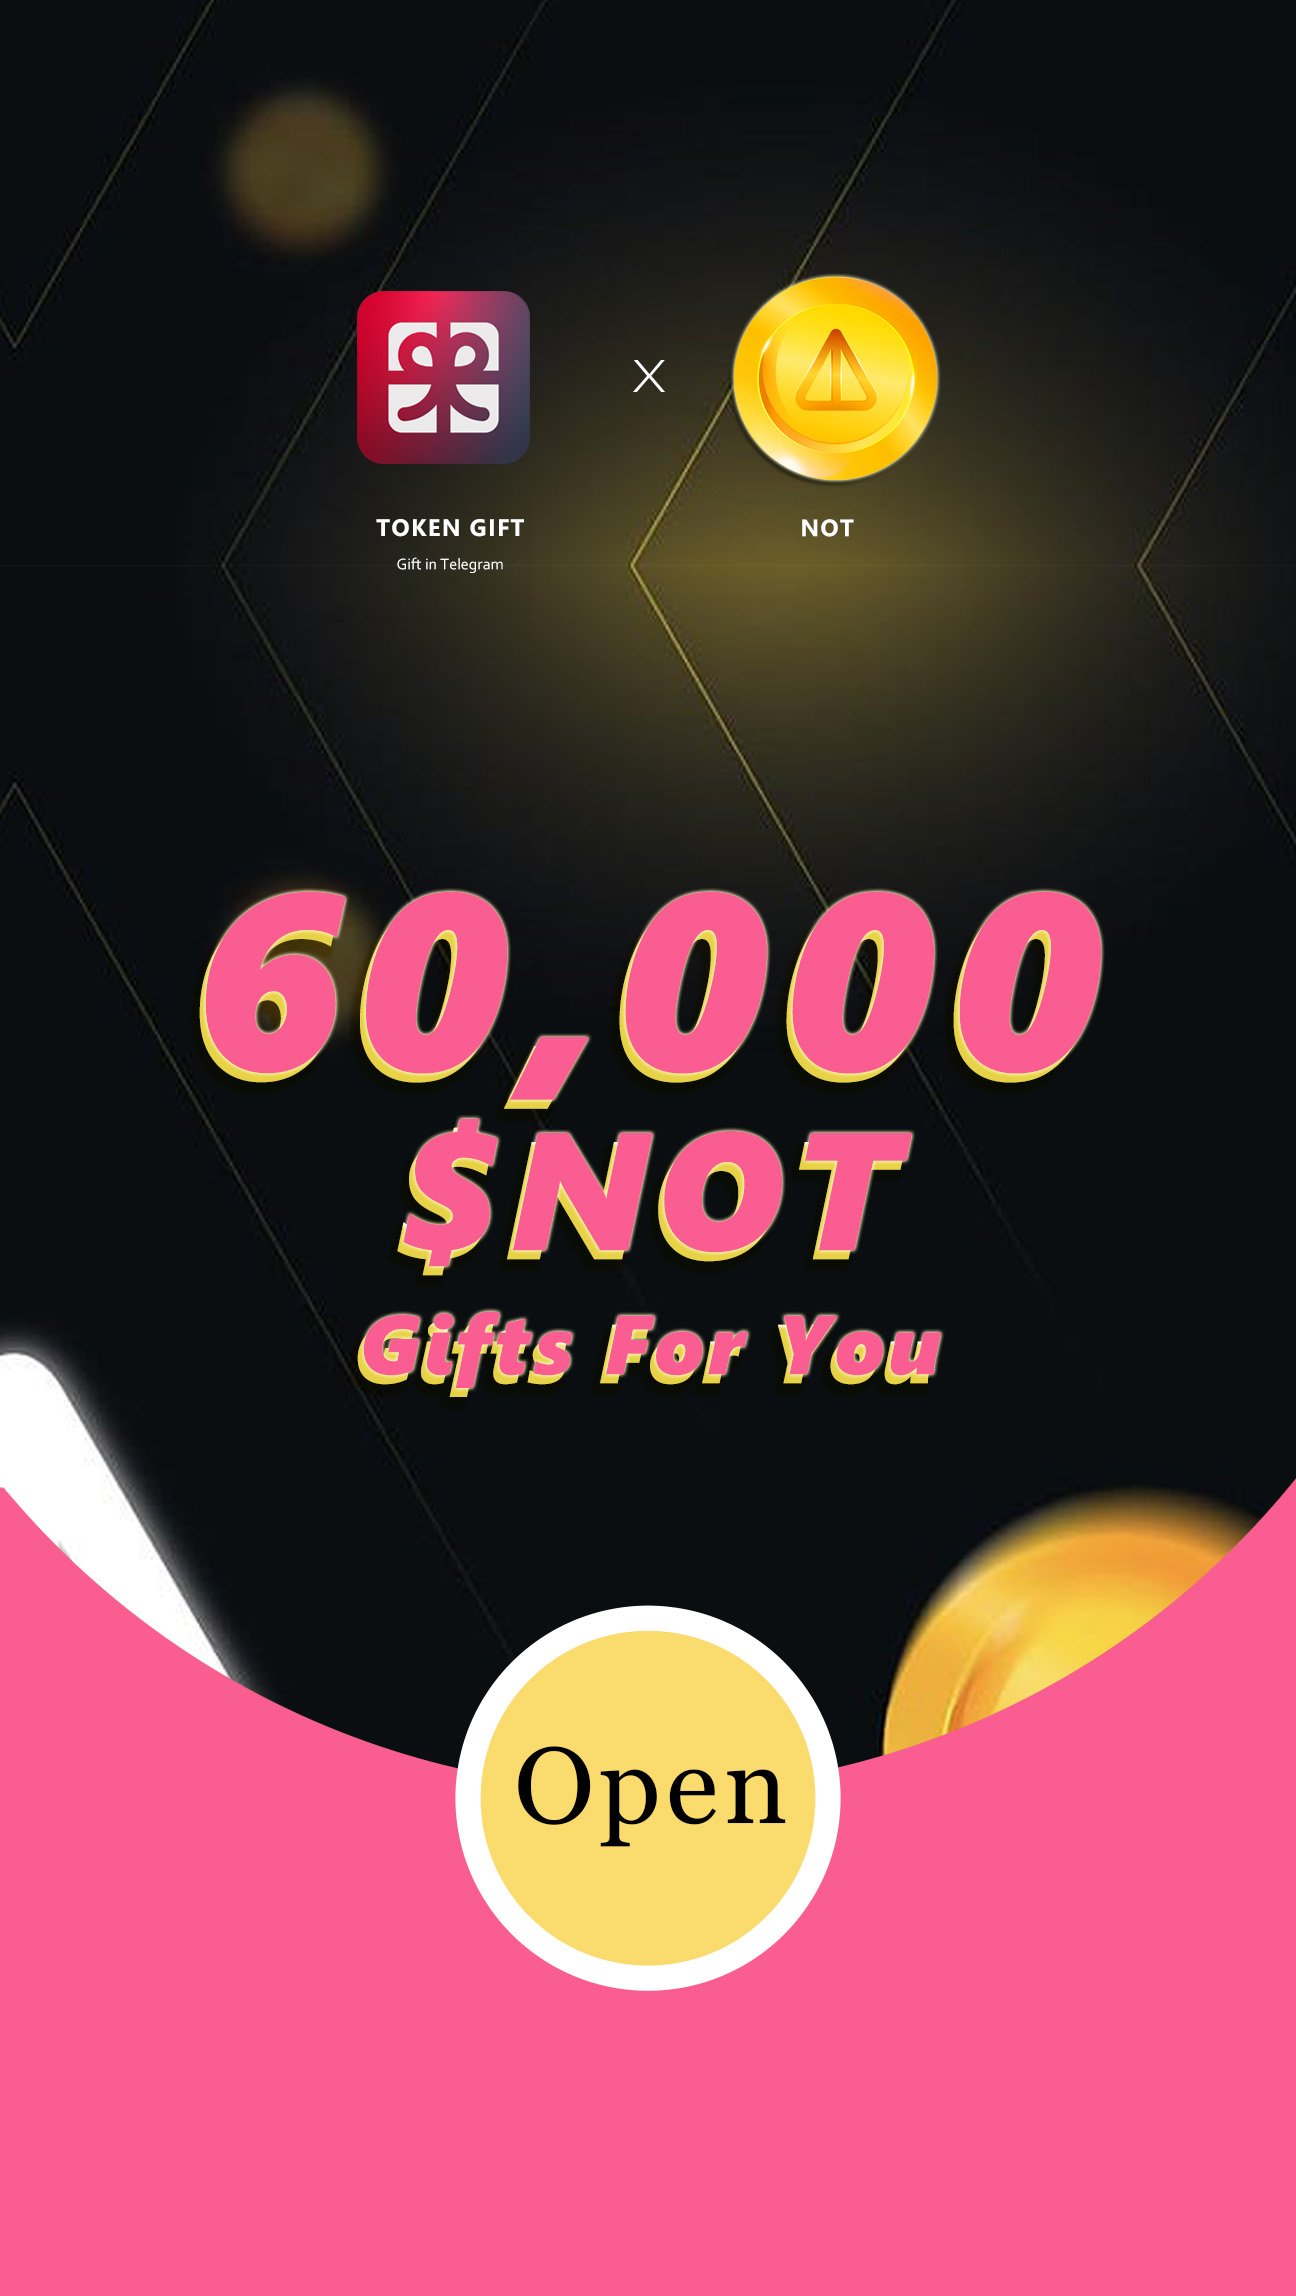 X
TOKEN GIFT
NOT
Gift in Telegram
60,000
$NOT
Gifts For You
Open